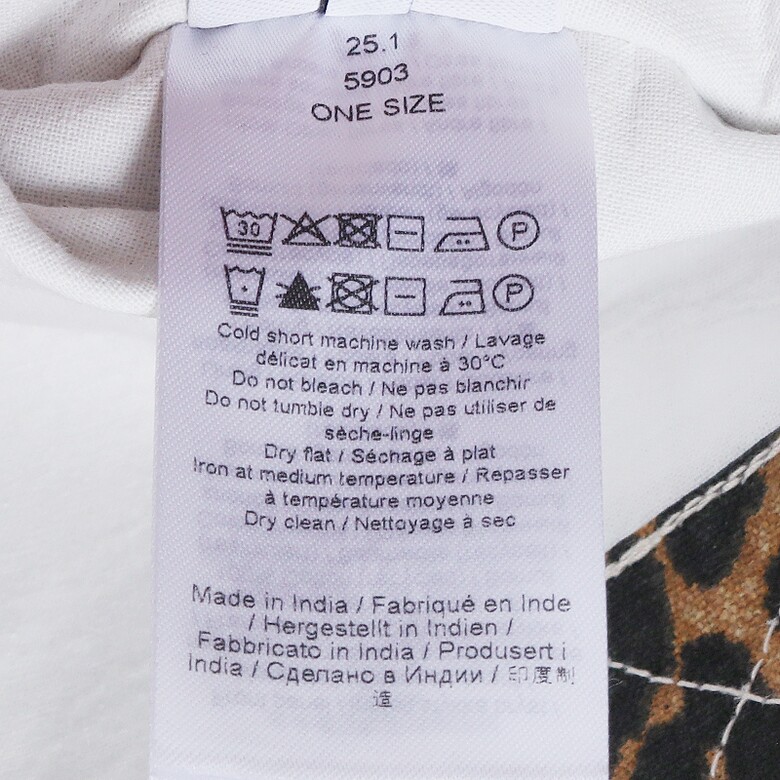 25.1
5903
ONE SIZE
30 P
P
Cold short machine wash / Lavage
délicat en machine à 30°C
Do not bleach / Ne pas blanchir
Do not tumble dry / Ne pas utiliser de
sèche-linge
Dry flat / Séchage à plat
Iron at medium temperature / Repasser
à température moyenne
Dry clean / Nettoyage à sec
Made in India / Fabriqué en Inde
/ Hergestellt in Indien /
Fabbricato in India / Produsert i
India / Сделано в Индии / 印度制
造